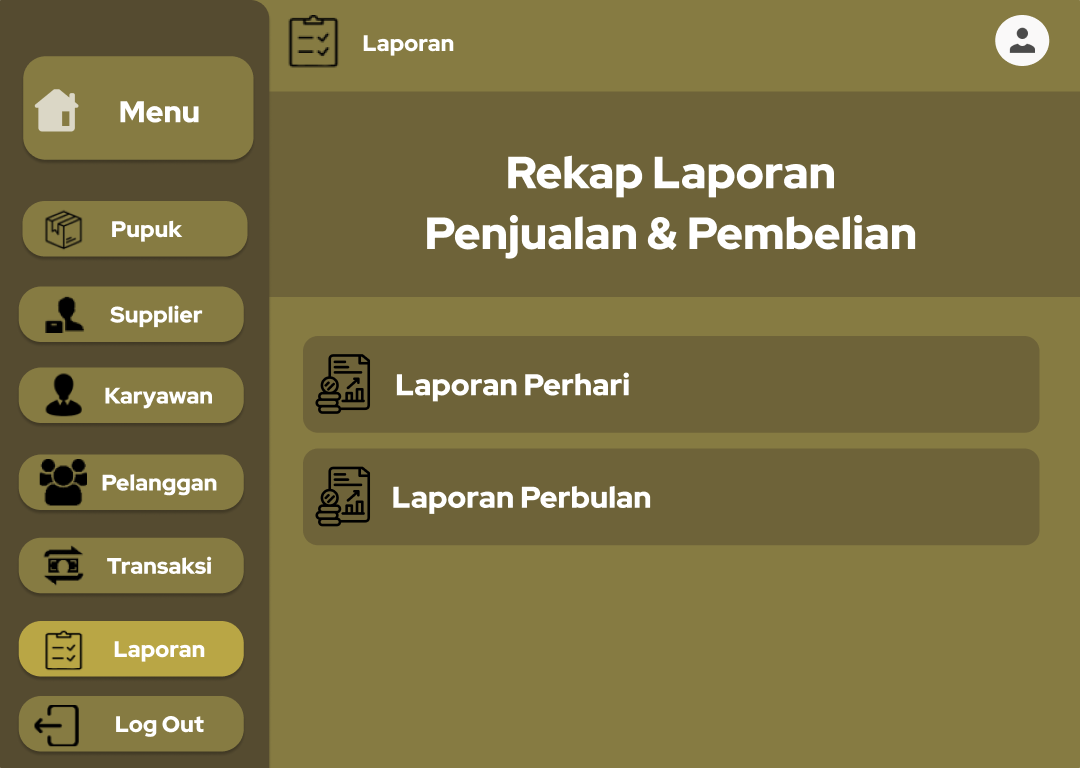 Menu
Pupuk
Supplier
Karyawan
Pelanggan
Transaksi
Laporan
Log Out
Laporan
Rekap Laporan
Penjualan & Pembelian
Laporan Perhari
Laporan Perbulan